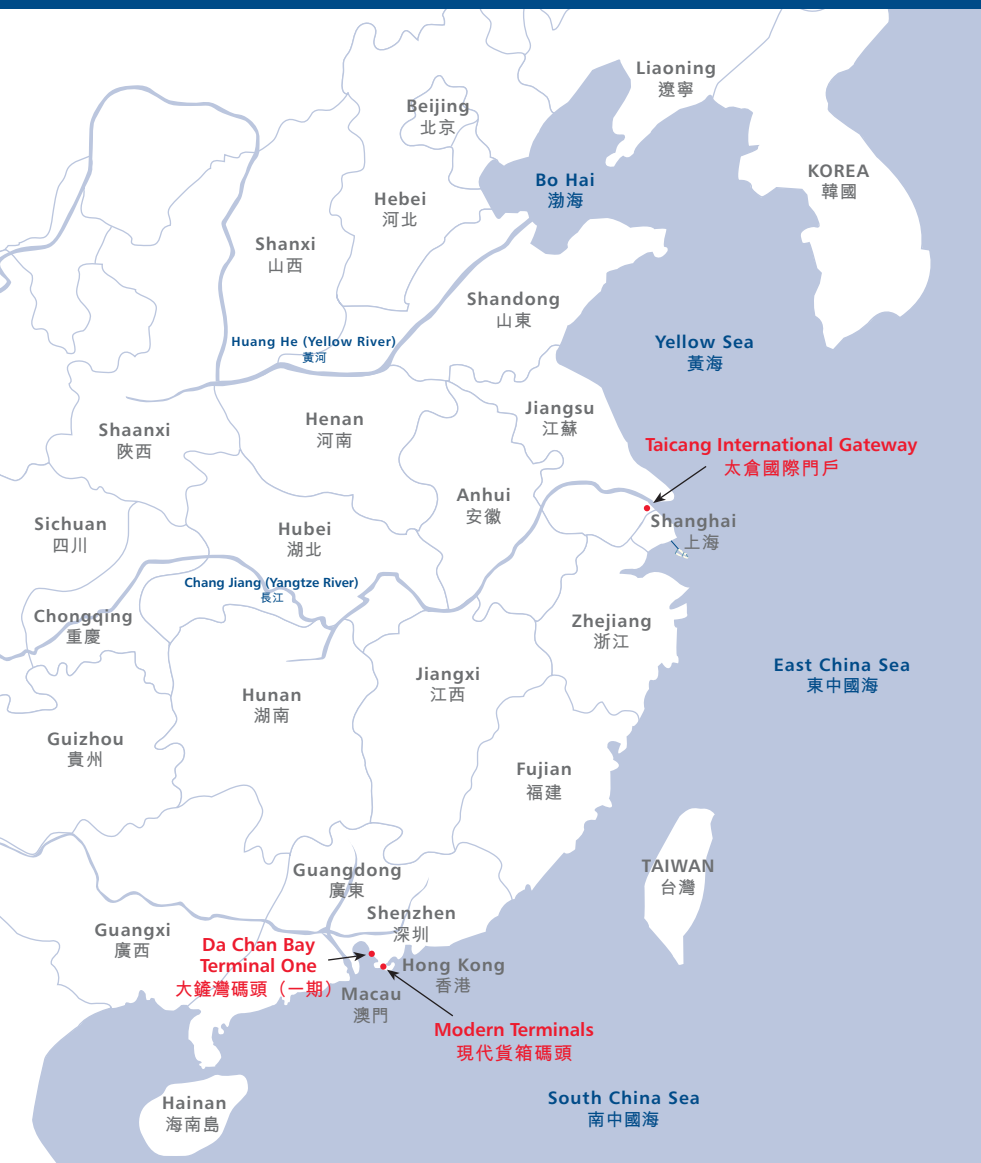 Liaoning
遼寧
Beijing
北京
KOREA
韓國
Bo Hai
渤海
Hebei
河北
Shanxi
山西
Shandong
山東
Huang He (Yellow River)
黃河
Yellow Sea
黃海
Jiangsu
江蘇
Henan
河南
Shaanxi
陝西
Taicang International Gateway
太倉國際門戶
Anhui
安徽
Shanghai
上海
Sichuan
四川
Hubei
湖北
Chang Jiang (Yangtze River)
長江
Chongqing
重慶
Zhejiang
浙江
East China Sea
東中國海
Jiangxi
江西
Hunan
湖南
Guizhou
貴州
Fujian
福建
TAIWAN
台灣
Guangdong
廣東
Shenzhen
深圳
Guangxi
廣西
Da Chan Bay
Terminal One
大鏟灣碼頭（一期）
Hong Kong
香港
Macau
澳門
Modern Terminals
現代貨箱碼頭
South China Sea
南中國海
Hainan
海南島